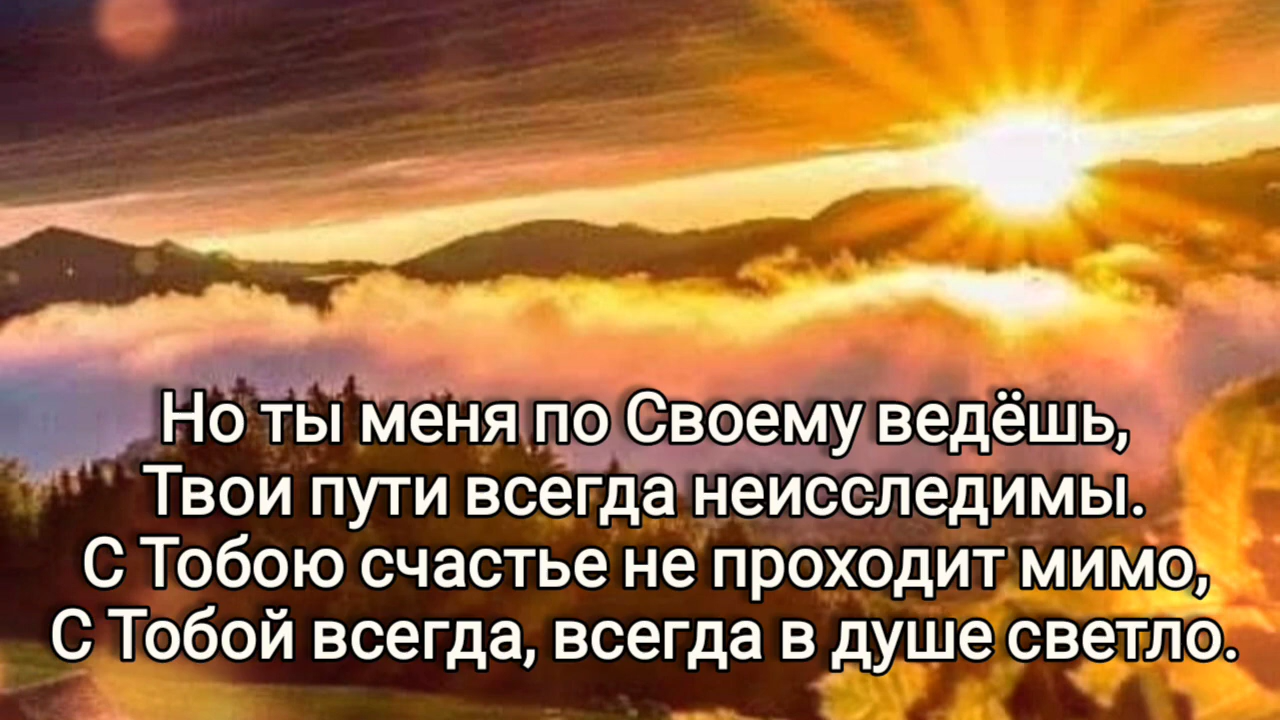 Но ты меня по Своему ведёшь,
Твои пути всегда неисследимы.
С Тобою счастье не проходит мимо,
С Тобой всегда, всегда в душе светло.